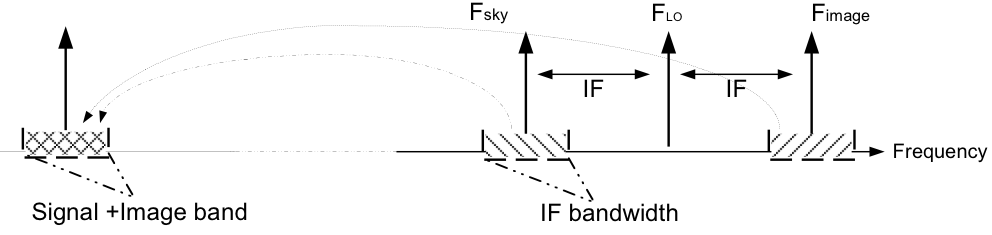 Fsky
FLO
Fimage
IF
IF
Frequency
Signal +Image band
IF bandwidth